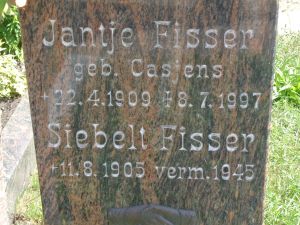 Jantje Fisser
geb. Casjens
*22.4.1909 †8.7.1997
Siebelt Fisser
*11.8.1905 verm.1945